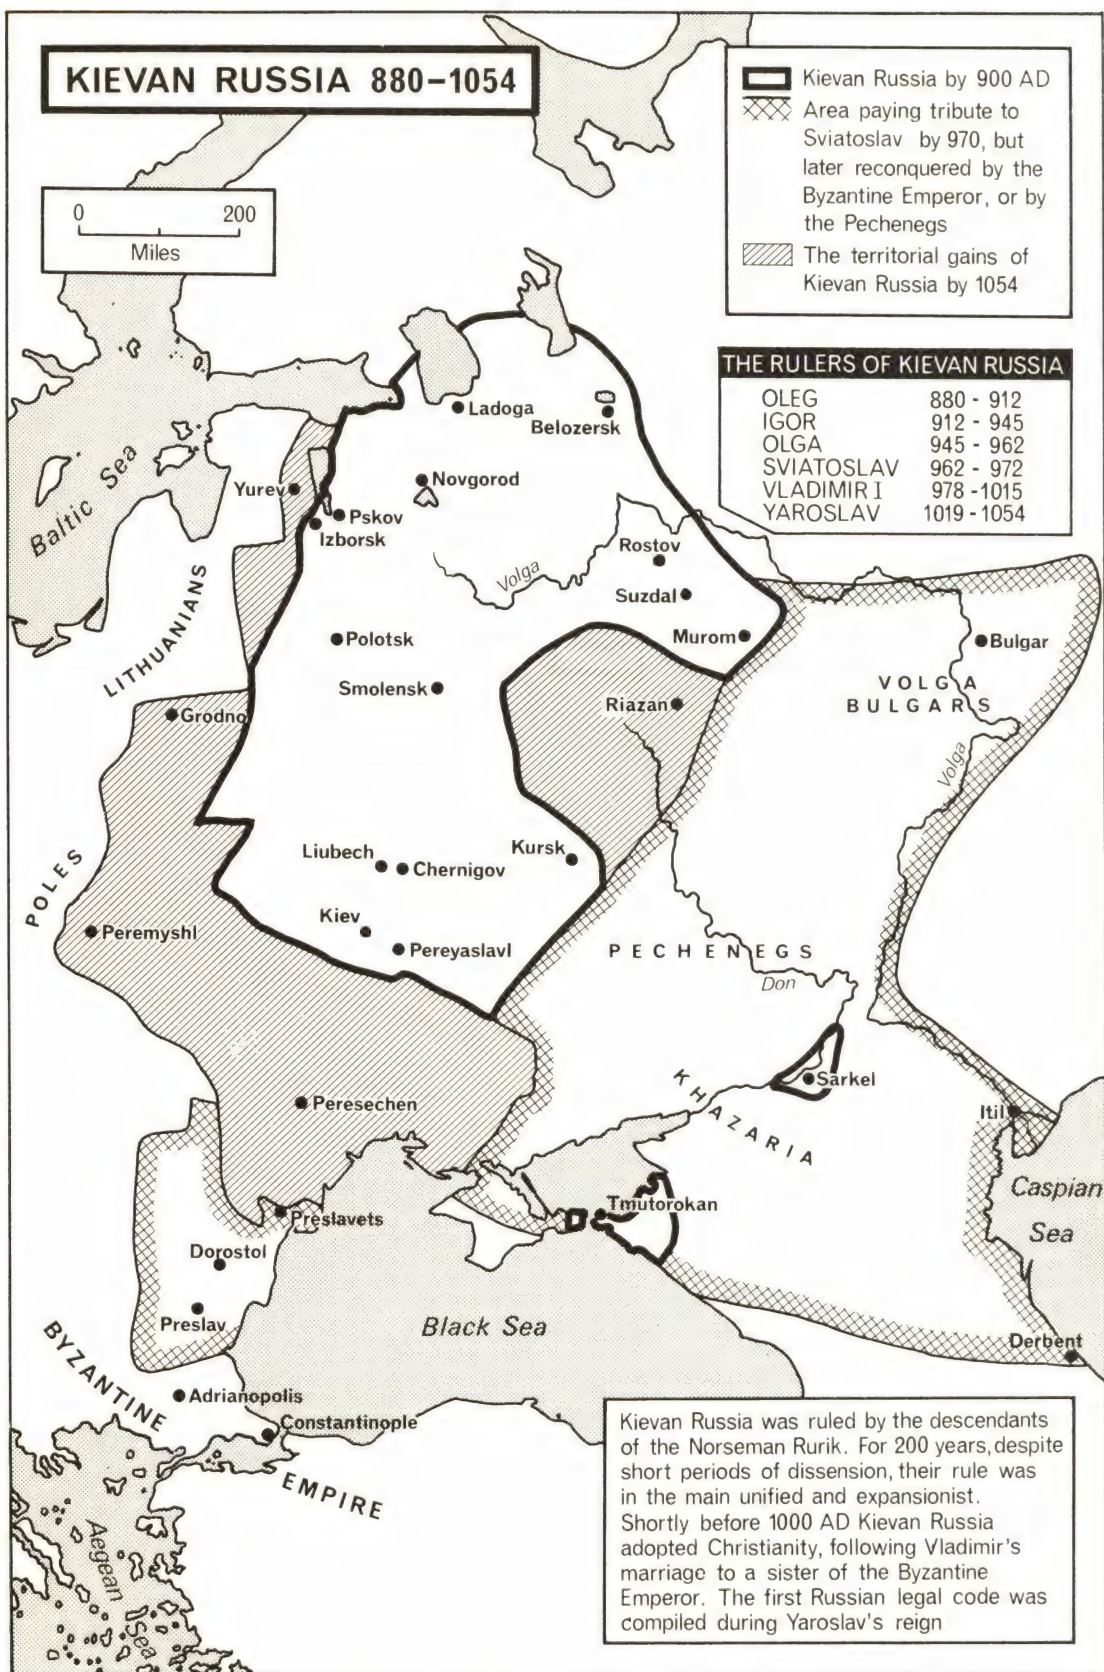 KIEVAN RUSSIA 880–1054
Kievan Russia by 900 AD
Area paying tribute to
Sviatoslav by 970, but
later reconquered by the
Byzantine Emperor, or by
the Pechenegs
The territorial gains of
Kievan Russia by 1054
0 200
Miles
THE RULERS OF KIEVAN RUSSIA
OLEG 880 - 912
IGOR 912 - 945
OLGA 945 - 962
SVIATOSLAV 962 - 972
VLADIMIR I 978 - 1015
YAROSLAV 1019 - 1054
Ladoga
Belozersk
Baltic Sea
Novgorod
Yurev
Pskov
Izborsk
Rostov
Volga
Suzdal
LITHUANIANS
Polotsk
Murom
Bulgar
Smolensk
VOLGA
BULGARS
Grodno
Riazan
Volga
Liubech
Chernigov
Kursk
POLES
Kiev
Peremyshl
Pereyaslavl
PECHENEGS
Don
Sarkel
KHAZARIA
Peresechen
Itil
Caspian
Sea
Tmutorokan
Preslavets
Dorostol
Preslav
Black Sea
Derbent
BYZANTINE
EMPIRE
Adrianopolis
Constantinople
Aegean
Sea
Kievan Russia was ruled by the descendants
of the Norseman Rurik. For 200 years, despite
short periods of dissension, their rule was
in the main unified and expansionist.
Shortly before 1000 AD Kievan Russia
adopted Christianity, following Vladimir's
marriage to a sister of the Byzantine
Emperor. The first Russian legal code was
compiled during Yaroslav's reign